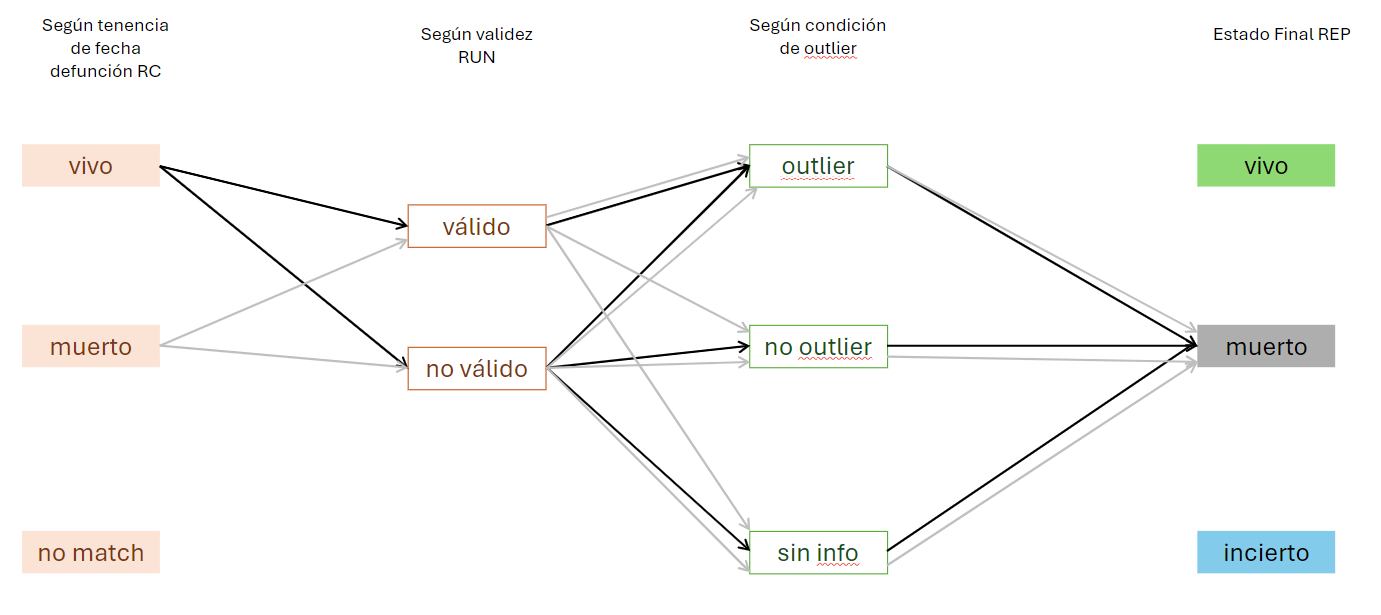 Según tenencia
de fecha
defunción RC
Según validez
RUN
Según condición
de outlier
Estado Final REP
vivo
outlier
vivo
válido
muerto
no outlier
muerto
no válido
no match
sin info
incierto